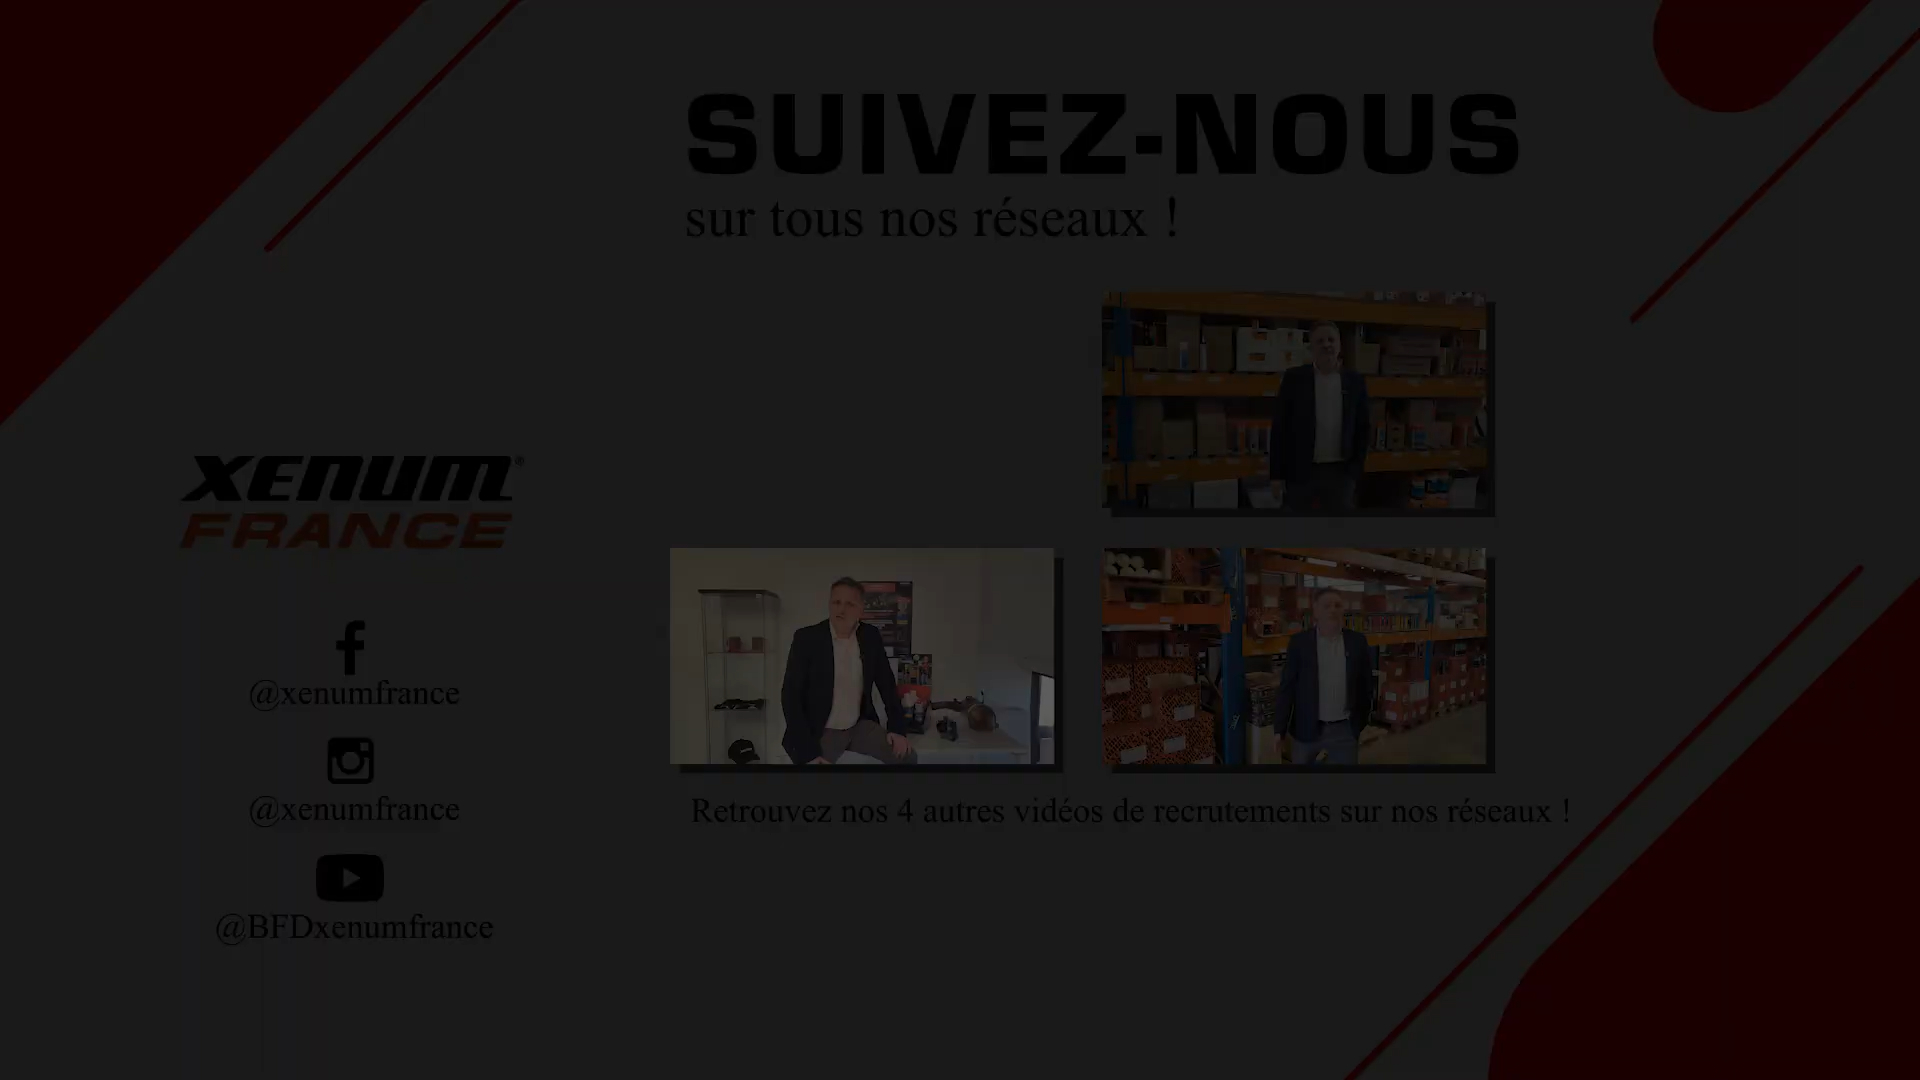 SUIVEZ-NOUS
sur tous nos réseaux !
XENUM®
FRANCE
@xenumfrance
@xenumfrance
@BFDxenumfrance
Retrouvez nos 4 autres vidéos de recrutements sur nos réseaux !